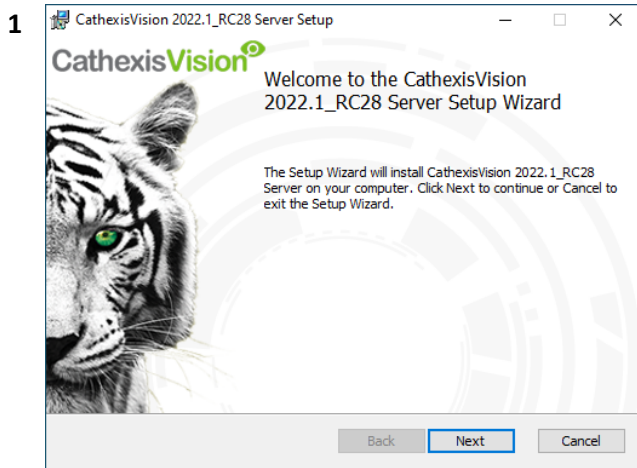 1
CathexisVision 2022.1_RC28 Server Setup
CathexisVision
Welcome to the CathexisVision
2022.1_RC28 Server Setup Wizard
The Setup Wizard will install CathexisVision 2022.1_RC28
Server on your computer. Click Next to continue or Cancel to
exit the Setup Wizard.
Back Next Cancel